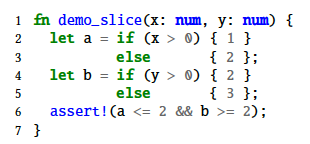 1 fn demo_slice(x: num, y: num) {
2   let a = if (x > 0) { 1 }
3           else       { 2 };
4   let b = if (y > 0) { 2 }
5           else       { 3 };
6   assert!(a <= 2 && b >= 2);
7 }